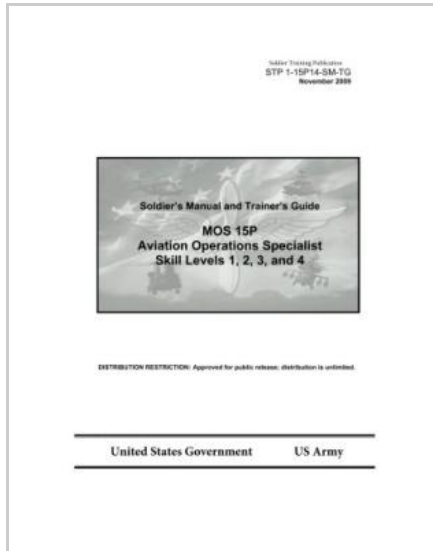 Soldier Training Publication
STP 1-15P14-SM-TG
November 2009
Soldier's Manual and Trainer's Guide
MOS 15P
Aviation Operations Specialist
Skill Levels 1, 2, 3, and 4
DISTRIBUTION RESTRICTION: Approved for public release; distribution is unlimited.
United States Government US Army